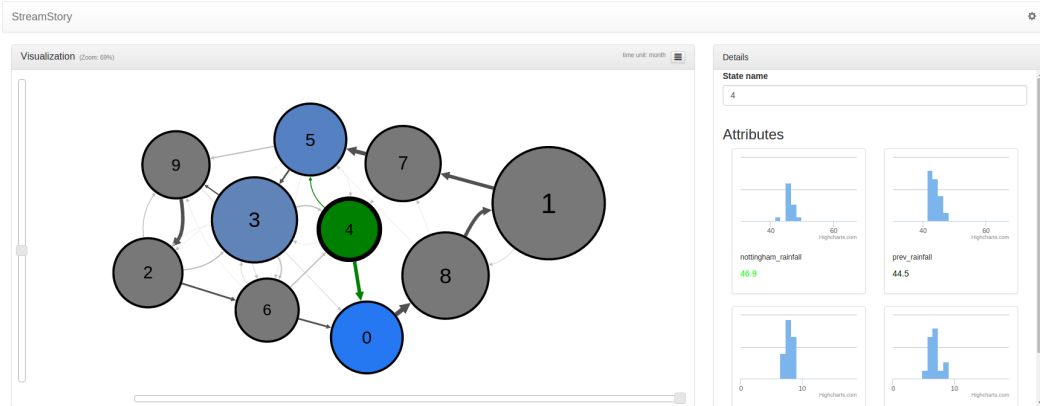 StreamStory
Visualization (Zoom: 69%)
time unit: month
5
7
9
1
3
4
2
8
6
0
Details
State name
4
Attributes
40 60
Highcharts.com
nottingham_rainfall
46.9
40 60
Highcharts.com
prev_rainfall
44.5
0 10
Highcharts.com
0 10
Highcharts.com